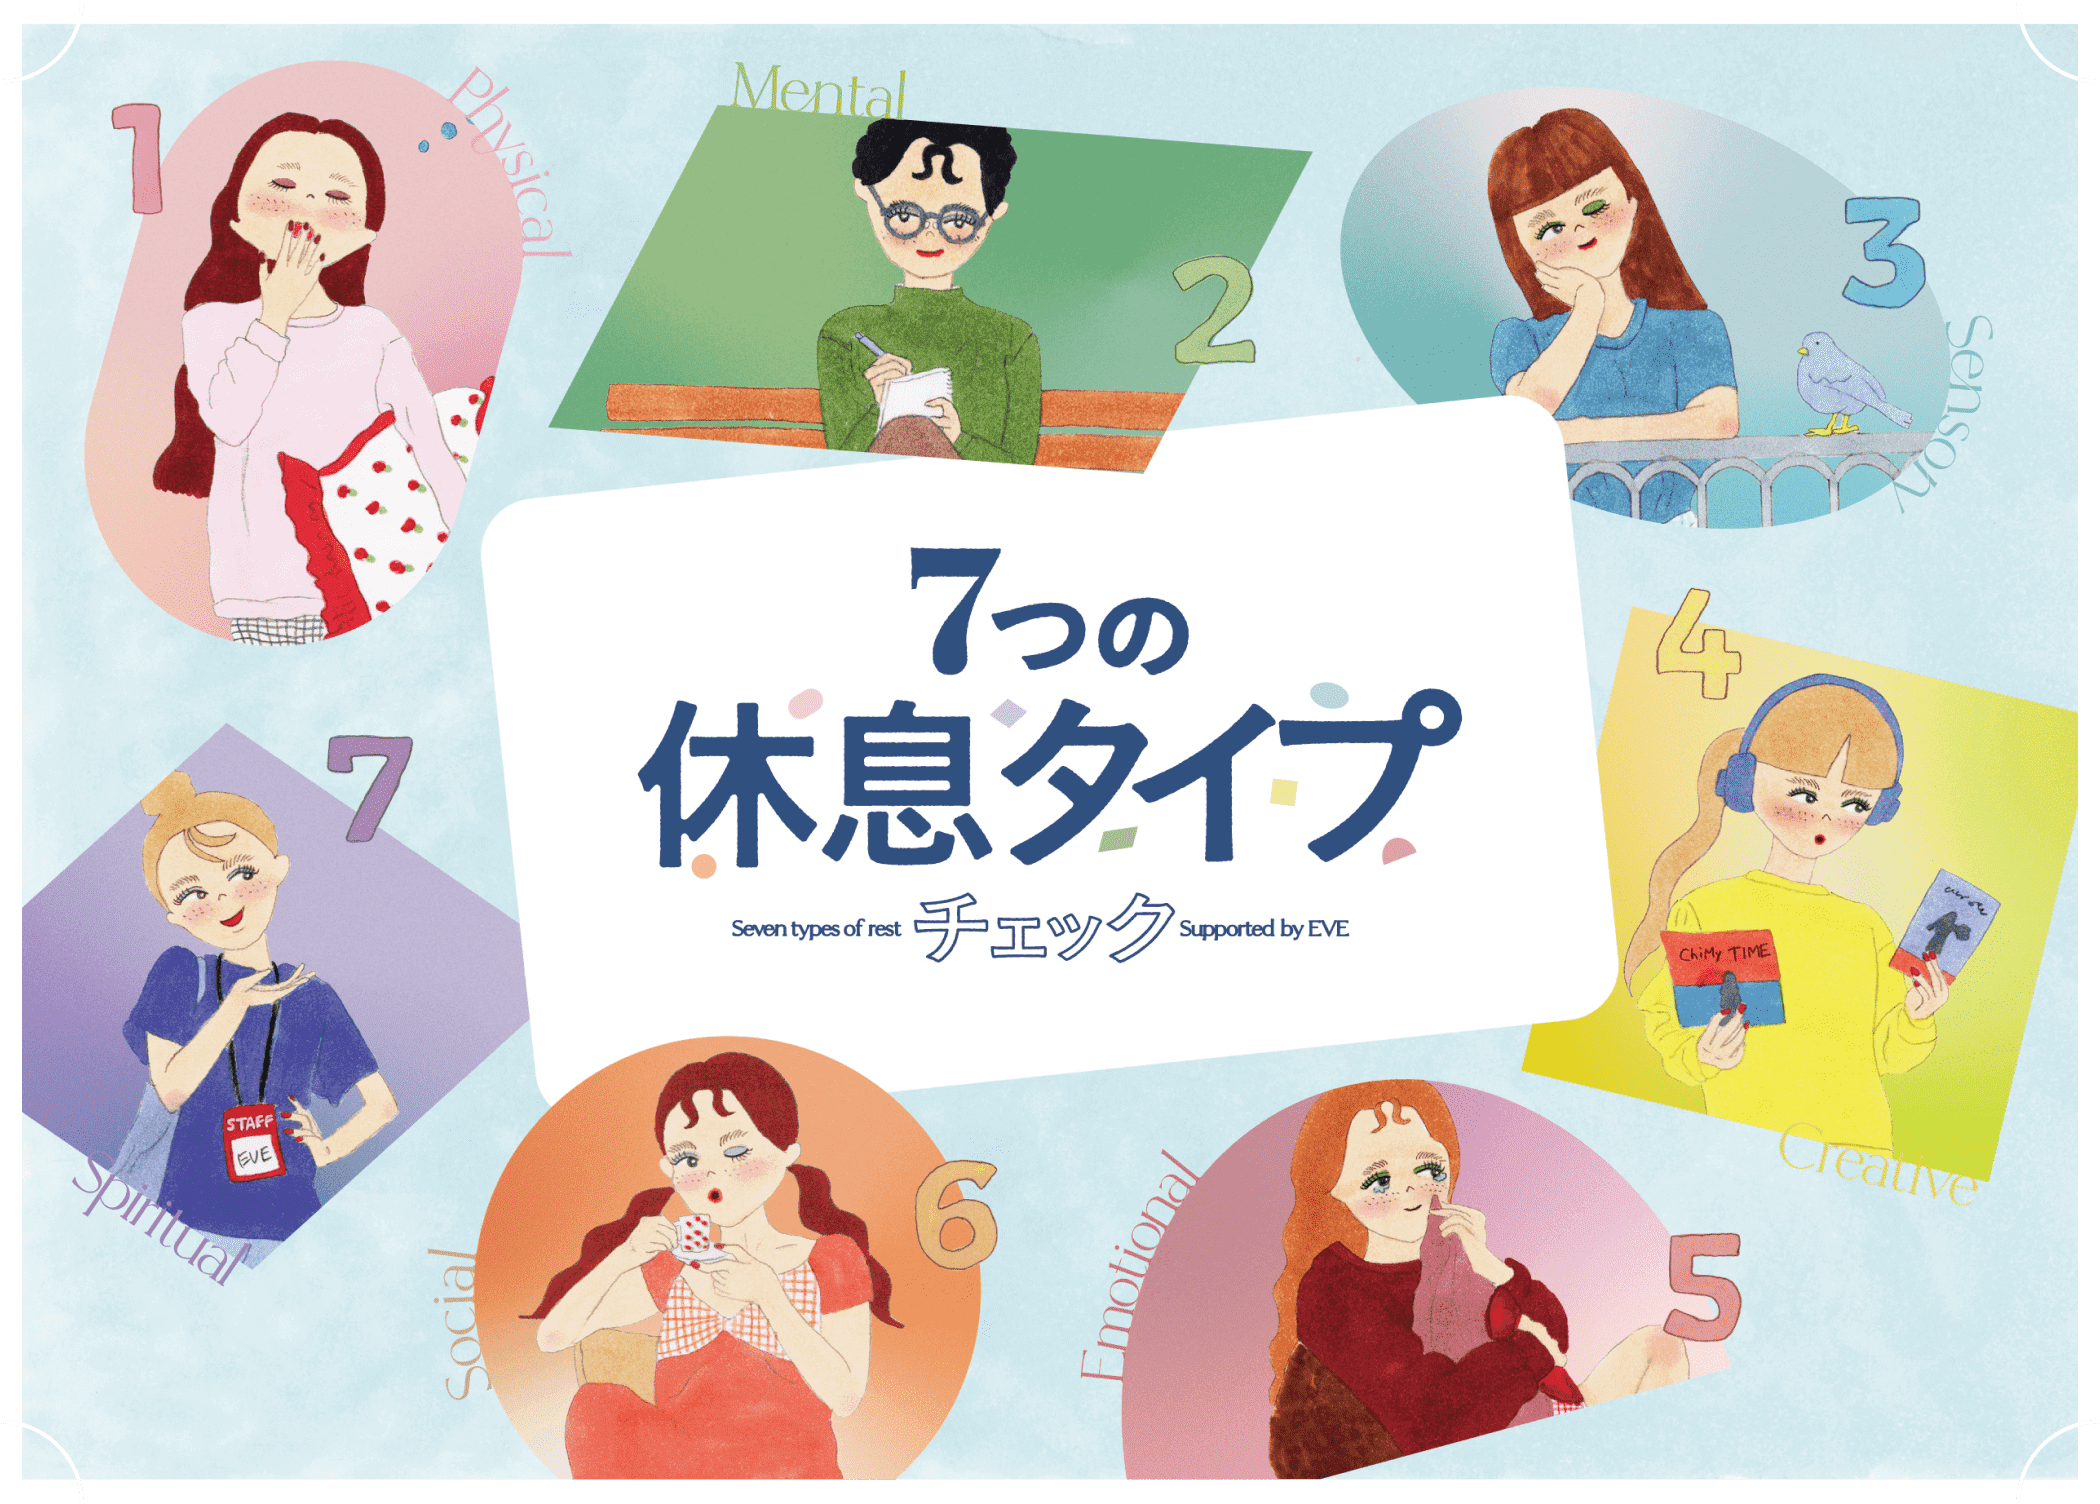 1
Physical
Mental
2
3
Sensory
4
ChiMy TIME
Creative
7つの
休息タイプ
チェック
Seven types of rest
Supported by EVE
7
STAFF
EVE
Spiritual
6
Social
5
Emotional